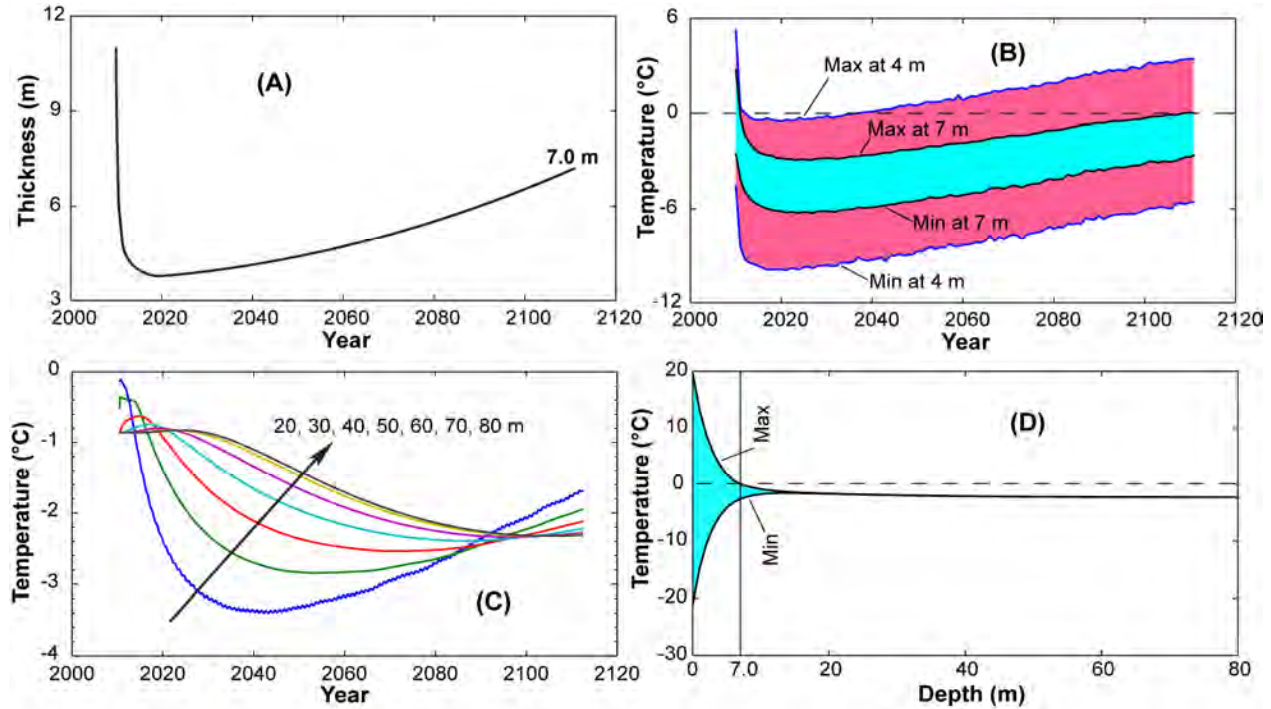 12
9
6
3
Thickness (m)
(A)
7.0 m
2000 2020 2040 2060 2080 2100 2120
Year
6
0
-6
-12
Temperature (°C)
(B)
Max at 4 m
Max at 7 m
Min at 7 m
Min at 4 m
2000 2020 2040 2060 2080 2100 2120
Year
0
-1
-2
-3
-4
Temperature (°C)
20, 30, 40, 50, 60, 70, 80 m
(C)
2000 2020 2040 2060 2080 2100 2120
Year
20
10
0
-10
-20
-30
Temperature (°C)
Max
(D)
Min
0 7.0 20 40 60 80
Depth (m)